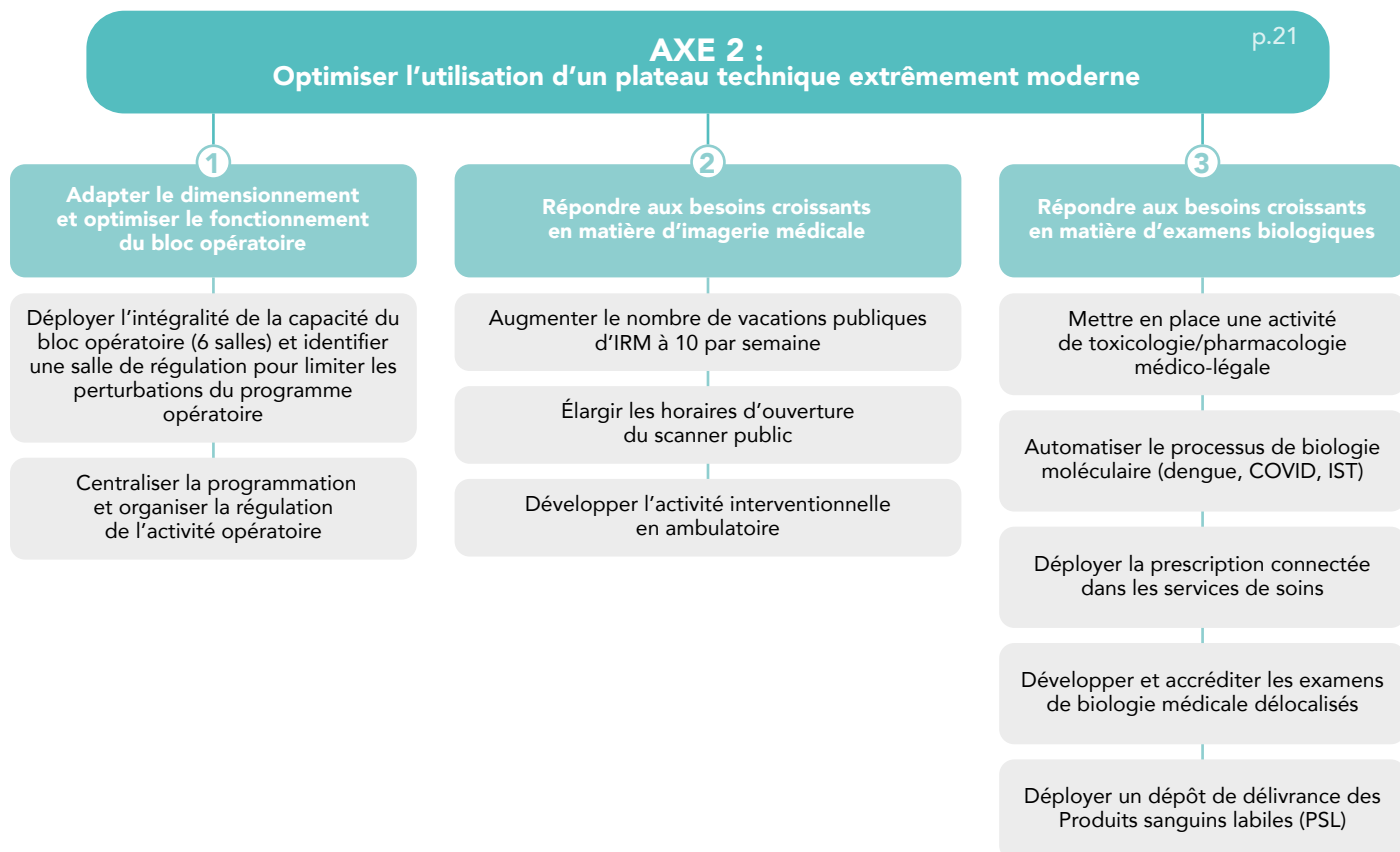 AXE 2 :
p.21
Optimiser l’utilisation d’un plateau technique extrêmement moderne
1
Adapter le dimensionnement
et optimiser le fonctionnement
du bloc opératoire
Déployer l’intégralité de la capacité du
bloc opératoire (6 salles) et identifier
une salle de régulation pour limiter les
perturbations du programme
opératoire
Centraliser la programmation
et organiser la régulation
de l’activité opératoire
2
Répondre aux besoins croissants
en matière d’imagerie médicale
Augmenter le nombre de vacations publiques
d’IRM à 10 par semaine
Élargir les horaires d’ouverture
du scanner public
Développer l’activité interventionnelle
en ambulatoire
3
Répondre aux besoins croissants
en matière d’examens biologiques
Mettre en place une activité
de toxicologie/pharmacologie
médico-légale
Automatiser le processus de biologie
moléculaire (dengue, COVID, IST)
Déployer la prescription connectée
dans les services de soins
Développer et accréditer les examens
de biologie médicale délocalisés
Déployer un dépôt de délivrance des
Produits sanguins labiles (PSL)